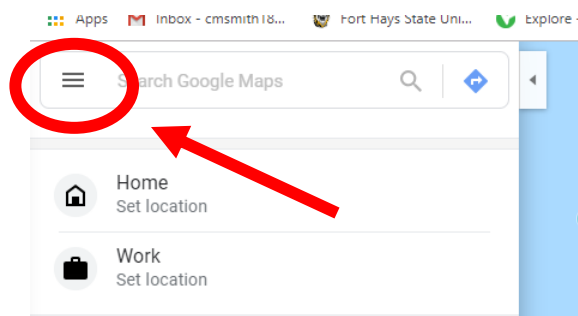 Apps Inbox - cmsmith18... Fort Hays State Uni... Explore -
Search Google Maps
Home
Set location
Work
Set location